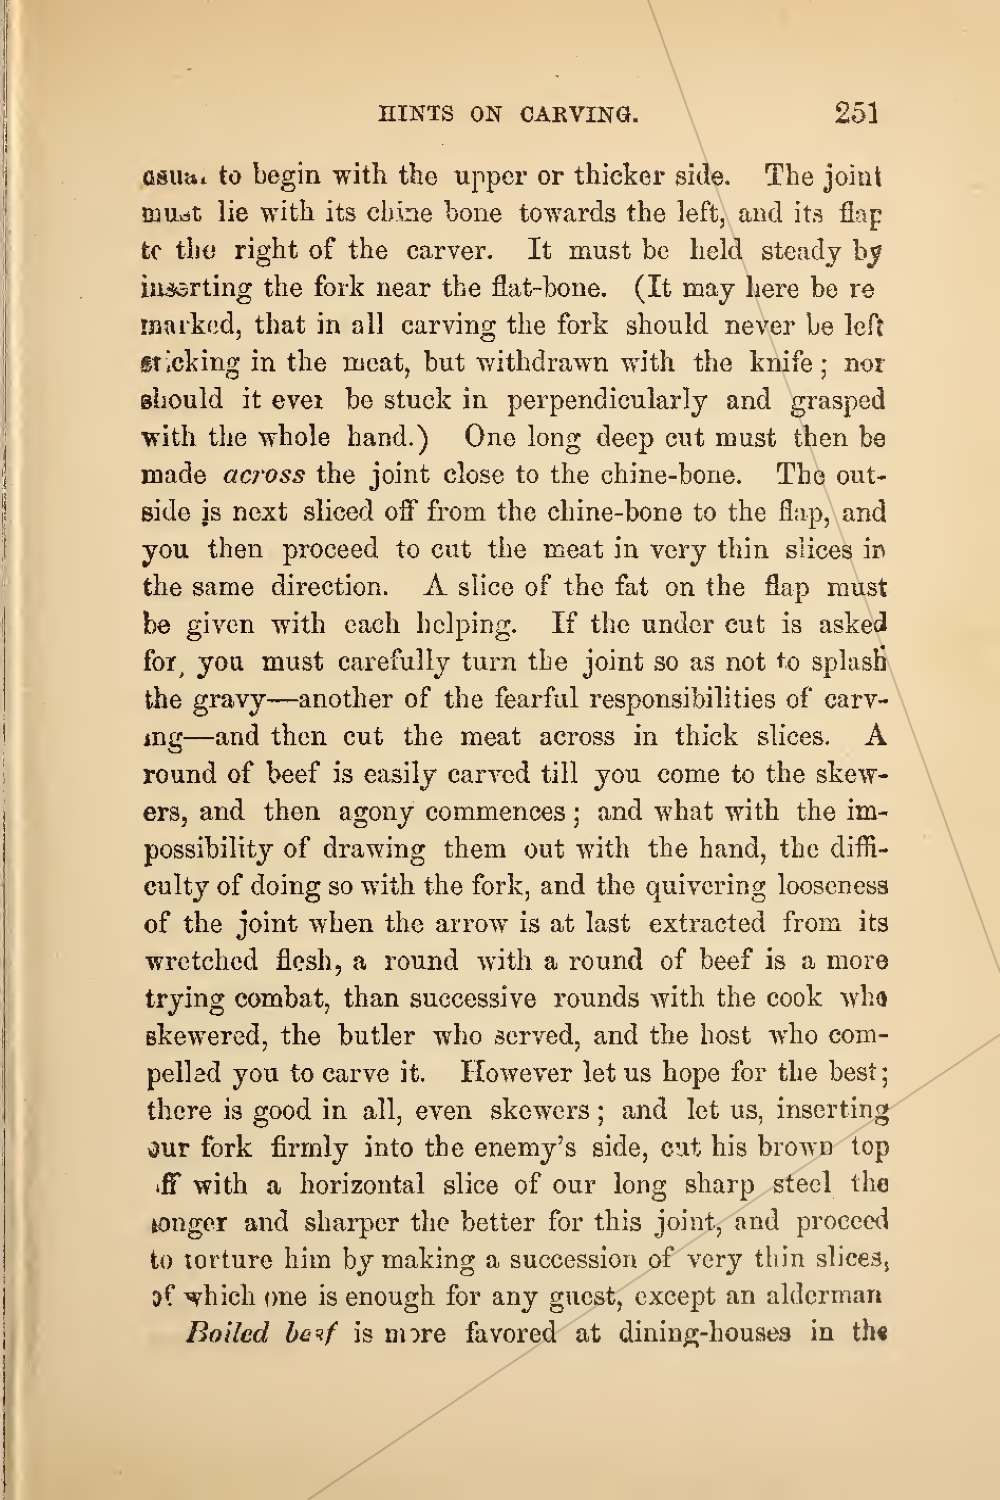 HINTS ON CARVING. 251
usual to begin with the upper or thicker side. The joint
must lie with its chine bone towards the left, and its flap
to the right of the carver. It must be held steady by
inserting the fork near the flat-bone. (It may here be re
marked, that in all carving the fork should never be left
sticking in the meat, but withdrawn with the knife; nor
should it ever be stuck in perpendicularly and grasped
with the whole hand.) One long deep cut must then be
made across the joint close to the chine-bone. The out-
side is next sliced off from the chine-bone to the flap, and
you then proceed to cut the meat in very thin slices in
the same direction. A slice of the fat on the flap must
be given with each helping. If the under cut is asked
for, you must carefully turn the joint so as not to splash
the gravy—another of the fearful responsibilities of carv-
ing—and then cut the meat across in thick slices. A
round of beef is easily carved till you come to the skew-
ers, and then agony commences; and what with the im-
possibility of drawing them out with the hand, the diffi-
culty of doing so with the fork, and the quivering looseness
of the joint when the arrow is at last extracted from its
wretched flesh, a round with a round of beef is a more
trying combat, than successive rounds with the cook who
skewered, the butler who served, and the host who com-
pelled you to carve it. However let us hope for the best;
there is good in all, even skewers; and let us, inserting
our fork firmly into the enemy's side, cut his brown top
off with a horizontal slice of our long sharp steel the
longer and sharper the better for this joint, and proceed
to torture him by making a succession of very thin slices,
of which one is enough for any guest, except an alderman
Boiled beef is more favored at dining-houses in the